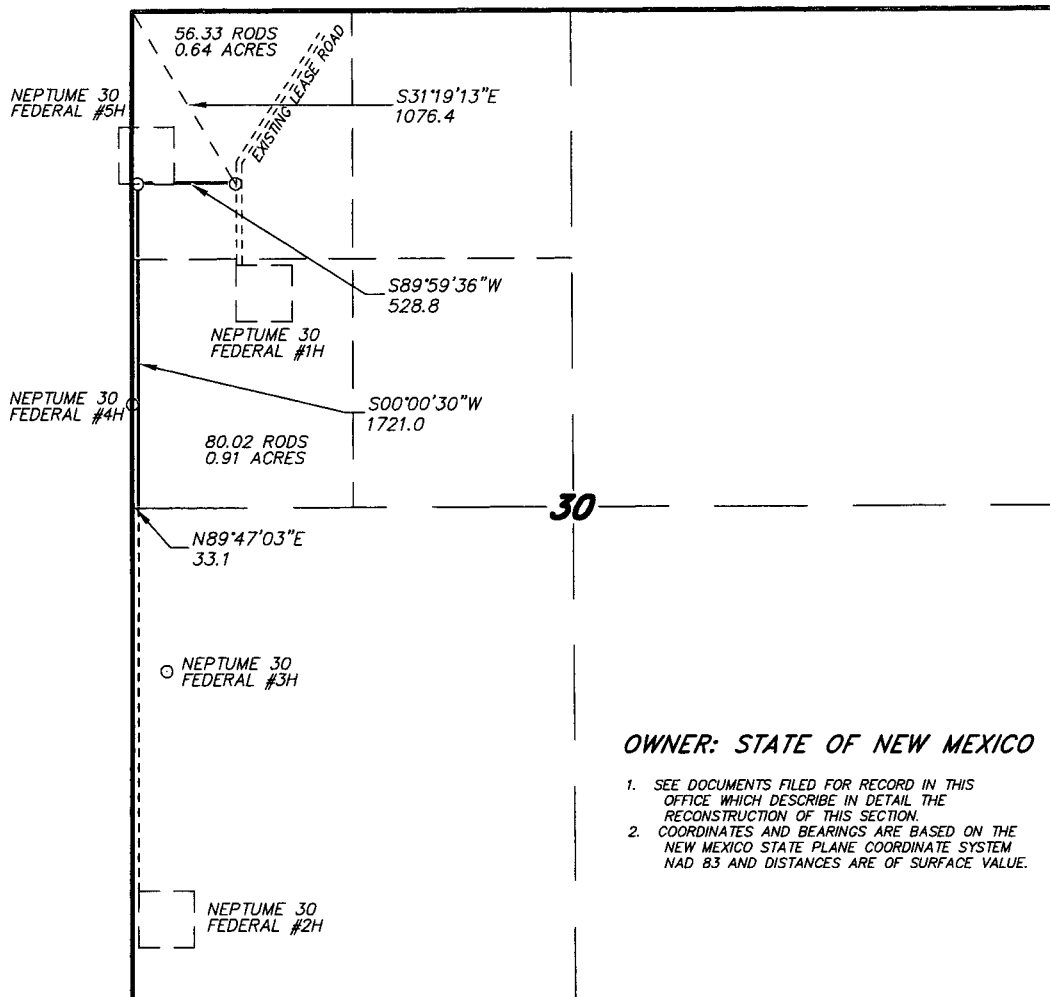 56.33 RODS
0.64 ACRES
EXISTING LEASE ROAD
NEPTUME 30
FEDERAL #5H
S31°19'13"E
1076.4
S89°59'36"W
528.8
NEPTUME 30
FEDERAL #1H
NEPTUME 30
FEDERAL #4H
S00°00'30"W
1721.0
80.02 RODS
0.91 ACRES
30
N89°47'03"E
33.1
NEPTUME 30
FEDERAL #3H
OWNER: STATE OF NEW MEXICO
1. SEE DOCUMENTS FILED FOR RECORD IN THIS
OFFICE WHICH DESCRIBE IN DETAIL THE
RECONSTRUCTION OF THIS SECTION.
2. COORDINATES AND BEARINGS ARE BASED ON THE
NEW MEXICO STATE PLANE COORDINATE SYSTEM
NAD 83 AND DISTANCES ARE OF SURFACE VALUE.
NEPTUME 30
FEDERAL #2H